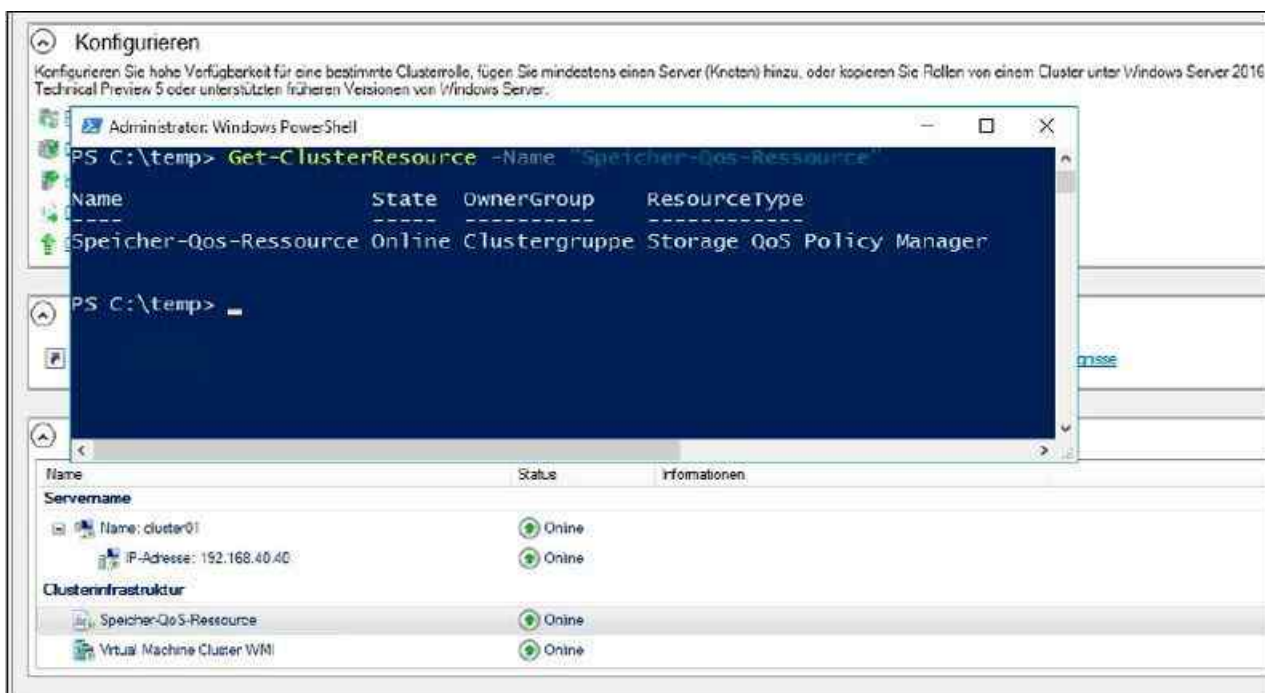 Konfigurieren
Konfigurieren Sie hohe Verfügbarkeit für eine bestimmte Clusterrolle, fügen Sie mindestens einen Server (Knoten) hinzu, oder kopieren Sie Rollen von einem Cluster unter Windows Server 2016
Technical Preview 5 oder unterstützten früheren Versionen von Windows Server.
Administrator: Windows PowerShell
PS C:\temp> Get-ClusterResource -Name "Speicher-Qos-Ressource"
Name State OwnerGroup ResourceType
---- ----- ---------- ------------
Speicher-Qos-Ressource Online Clustergruppe Storage QoS Policy Manager
PS C:\temp>
Name Status Informationen
Servername
Name: cluster01 Online
IP-Adresse: 192.168.40.40 Online
Clusterinfrastruktur
Speicher-QoS-Ressource Online
Virtual Machine Cluster WMI Online